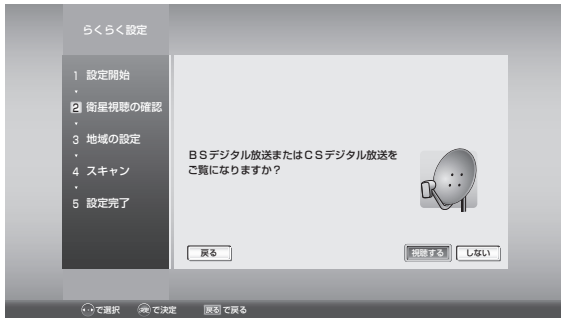 らくらく設定
1 設定開始
2 衛星視聴の確認
3 地域の設定
4 スキャン
5 設定完了
BSデジタル放送またはCSデジタル放送を
ご覧になりますか?
戻る
視聴する しない
で選択 決定 で決定 戻る で戻る